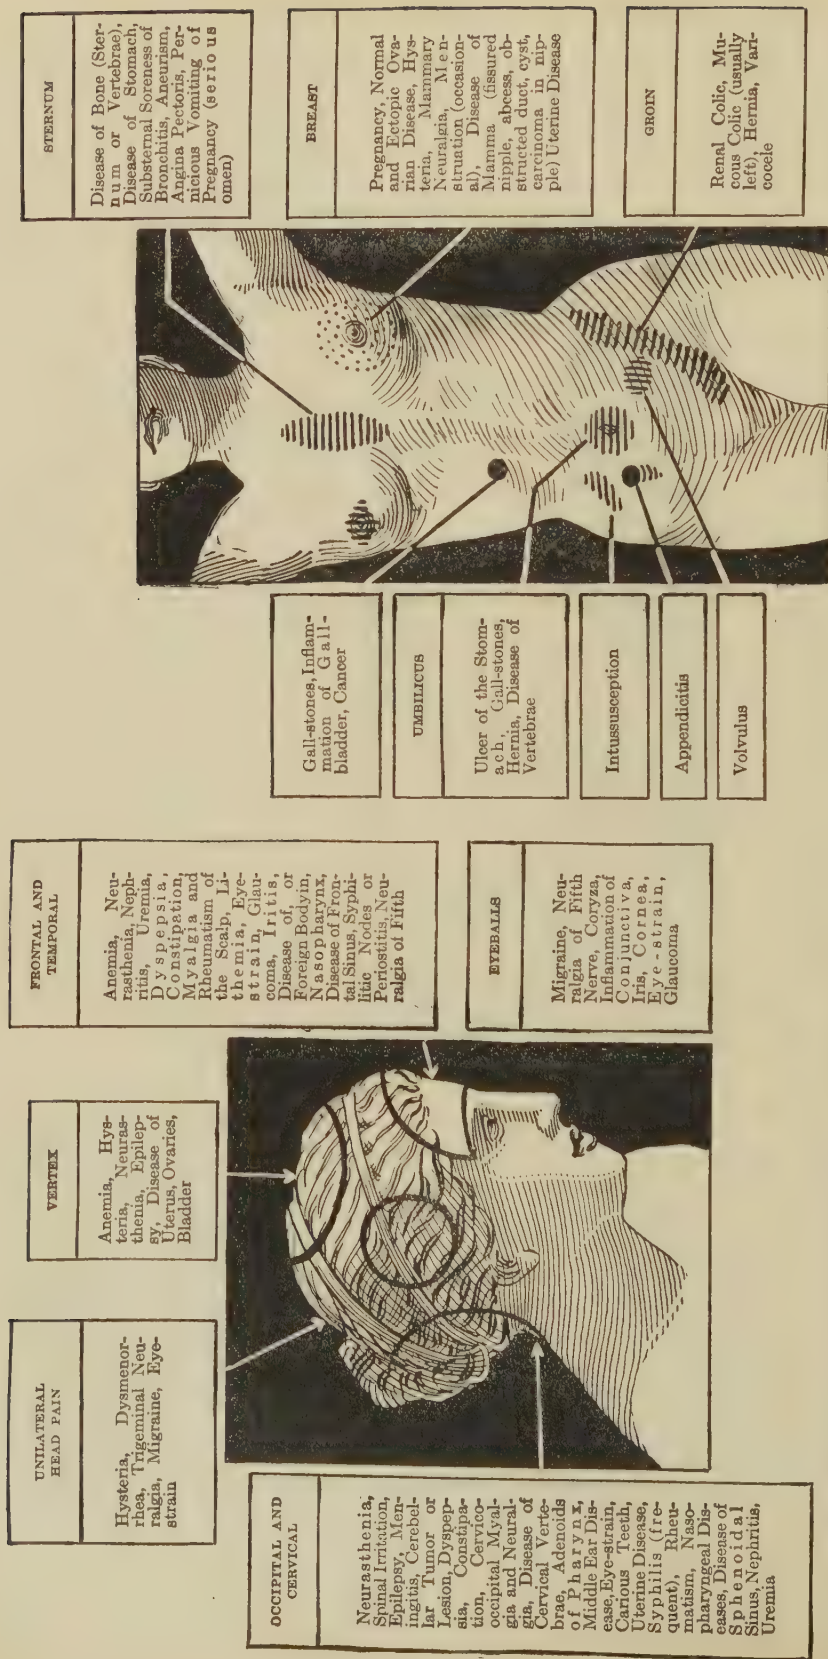 UNILATERAL
HEAD PAIN
Hysteria, Dysmenor-
rhea, Trigeminal Neu-
ralgia, Migraine, Eye-
strain
VERTEX
Anemia, Hys-
teria, Neuras-
thenia, Epilep-
sy, Disease of
Uterus, Ovaries,
Bladder
FRONTAL AND
TEMPORAL
Anemia, Neu-
rasthenia, Neph-
ritis, Uremia,
Dyspepsia,
Constipation,
Myalgia and
Rheumatism of
the Scalp, Li-
themia, Eye-
strain, Glau-
coma, Iritis,
Disease of, or
Foreign Body in,
Nasopharynx,
Disease of Fron-
tal Sinus, Syphi-
litic Nodes or
Periostitis, Neu-
ralgia of Fifth
OCCIPITAL AND
CERVICAL
Neurasthenia,
Spinal Irritation,
Epilepsy, Men-
ingitis, Cerebel-
lar Tumor or
Lesion, Dyspep-
sia, Constipa-
tion, Cervico-
occipital Myal-
gia and Neural-
gia, Disease of
Cervical Verte-
brae, Adenoids
of Pharynx,
Middle Ear Dis-
ease, Eye-strain,
Carious Teeth,
Uterine Disease,
Syphilis (fre-
quent), Rheu-
matism, Naso-
pharyngeal Dis-
eases, Disease of
Sphenoidal
Sinus, Nephritis,
Uremia
EYEBALLS
Migraine, Neu-
ralgia of Fifth
Nerve, Coryza,
Inflammation of
Conjunctiva,
Iris, Cornea,
Eye-strain,
Glaucoma
Gall-stones, Inflam-
mation of Gall-
bladder, Cancer
UMBILICUS
Ulcer of the Stom-
ach, Gall-stones,
Hernia, Disease of
Vertebrae
Intussusception
Appendicitis
Volvulus
STERNUM
Disease of Bone (Ster-
num or Vertebrae),
Disease of Stomach,
Substernal Soreness of
Bronchitis, Aneurism,
Angina Pectoris, Per-
nicious Vomiting of
Pregnancy (serious
omen)
BREAST
Pregnancy, Normal
and Ectopic Ova-
rian Disease, Hys-
teria, Mammary
Neuralgia, Men-
struation (occasion-
al), Disease of
Mamma (fissured
nipple, abcess, ob-
structed duct, cyst,
carcinoma in nip-
ple) Uterine Disease
GROIN
Renal Colic, Mu-
cous Colic (usually
left), Hernia, Vari-
cocele